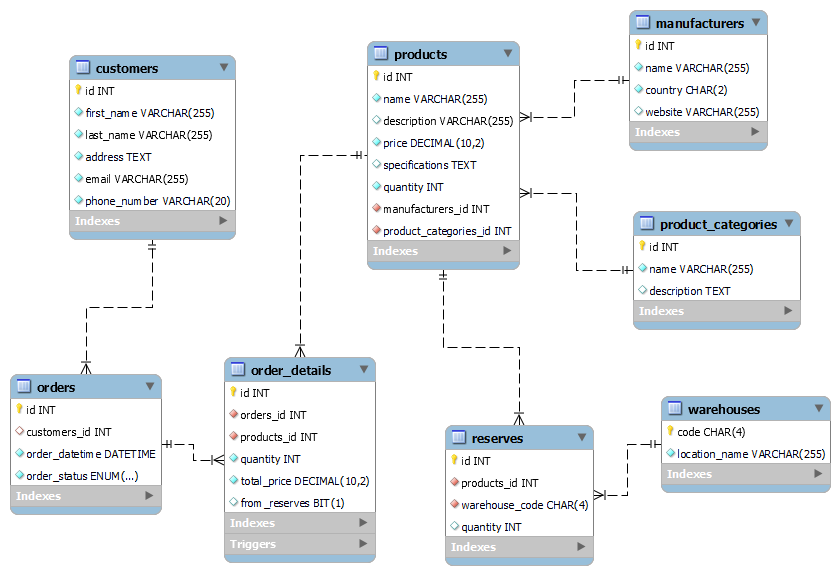 customers
id INT
first_name VARCHAR(255)
last_name VARCHAR(255)
address TEXT
email VARCHAR(255)
phone_number VARCHAR(20)
Indexes
products
id INT
name VARCHAR(255)
description VARCHAR(255)
price DECIMAL(10,2)
specifications TEXT
quantity INT
manufacturers_id INT
product_categories_id INT
Indexes
manufacturers
id INT
name VARCHAR(255)
country CHAR(2)
website VARCHAR(255)
Indexes
product_categories
id INT
name VARCHAR(255)
description TEXT
Indexes
orders
id INT
customers_id INT
order_datetime DATETIME
order_status ENUM(...)
Indexes
order_details
id INT
orders_id INT
products_id INT
quantity INT
total_price DECIMAL(10,2)
from_reserves BIT(1)
Indexes
Triggers
reserves
id INT
products_id INT
warehouse_code CHAR(4)
quantity INT
Indexes
warehouses
code CHAR(4)
location_name VARCHAR(255)
Indexes